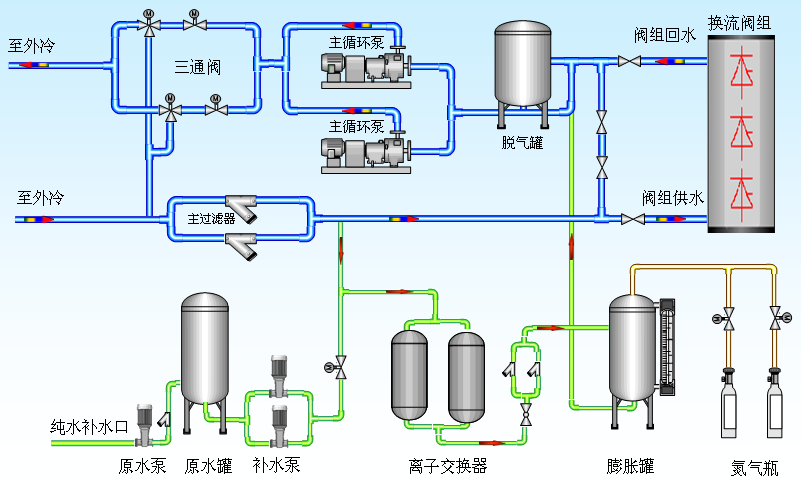 换流阀组
阀组回水
主循环泵
至外冷
三通阀
M
M
M
M
主循环泵
脱气罐
至外冷
阀组供水
主过滤器
M
M
M
纯水补水口
原水泵
原水罐
补水泵
离子交换器
膨胀罐
氮气瓶